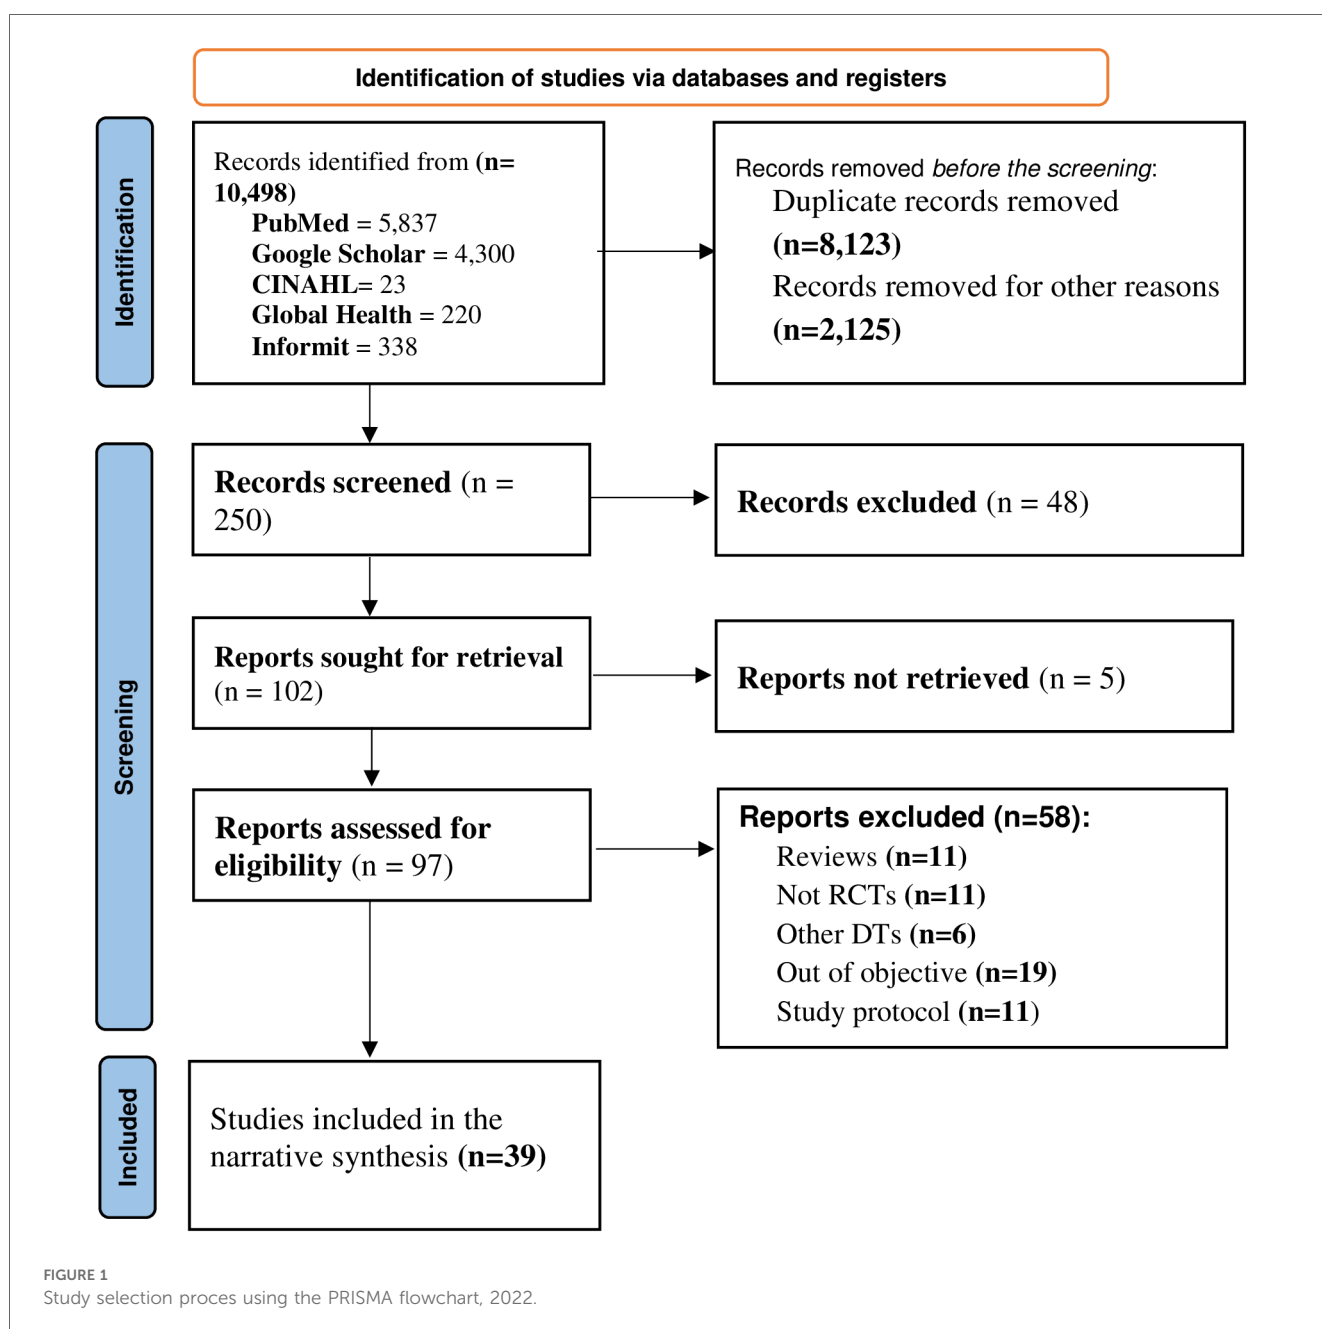 Identification of studies via databases and registers
Identification
Records identified from (n=
10,498)
PubMed = 5,837
Google Scholar = 4,300
CINAHL= 23
Global Health = 220
Informit = 338
Records removed before the screening:
Duplicate records removed
(n=8,123)
Records removed for other reasons
(n=2,125)
Screening
Records screened (n =
250)
Records excluded (n = 48)
Reports sought for retrieval
(n = 102)
Reports not retrieved (n = 5)
Reports assessed for
eligibility (n = 97)
Reports excluded (n=58):
Reviews (n=11)
Not RCTs (n=11)
Other DTs (n=6)
Out of objective (n=19)
Study protocol (n=11)
Included
Studies included in the
narrative synthesis (n=39)
FIGURE 1
Study selection proces using the PRISMA flowchart, 2022.